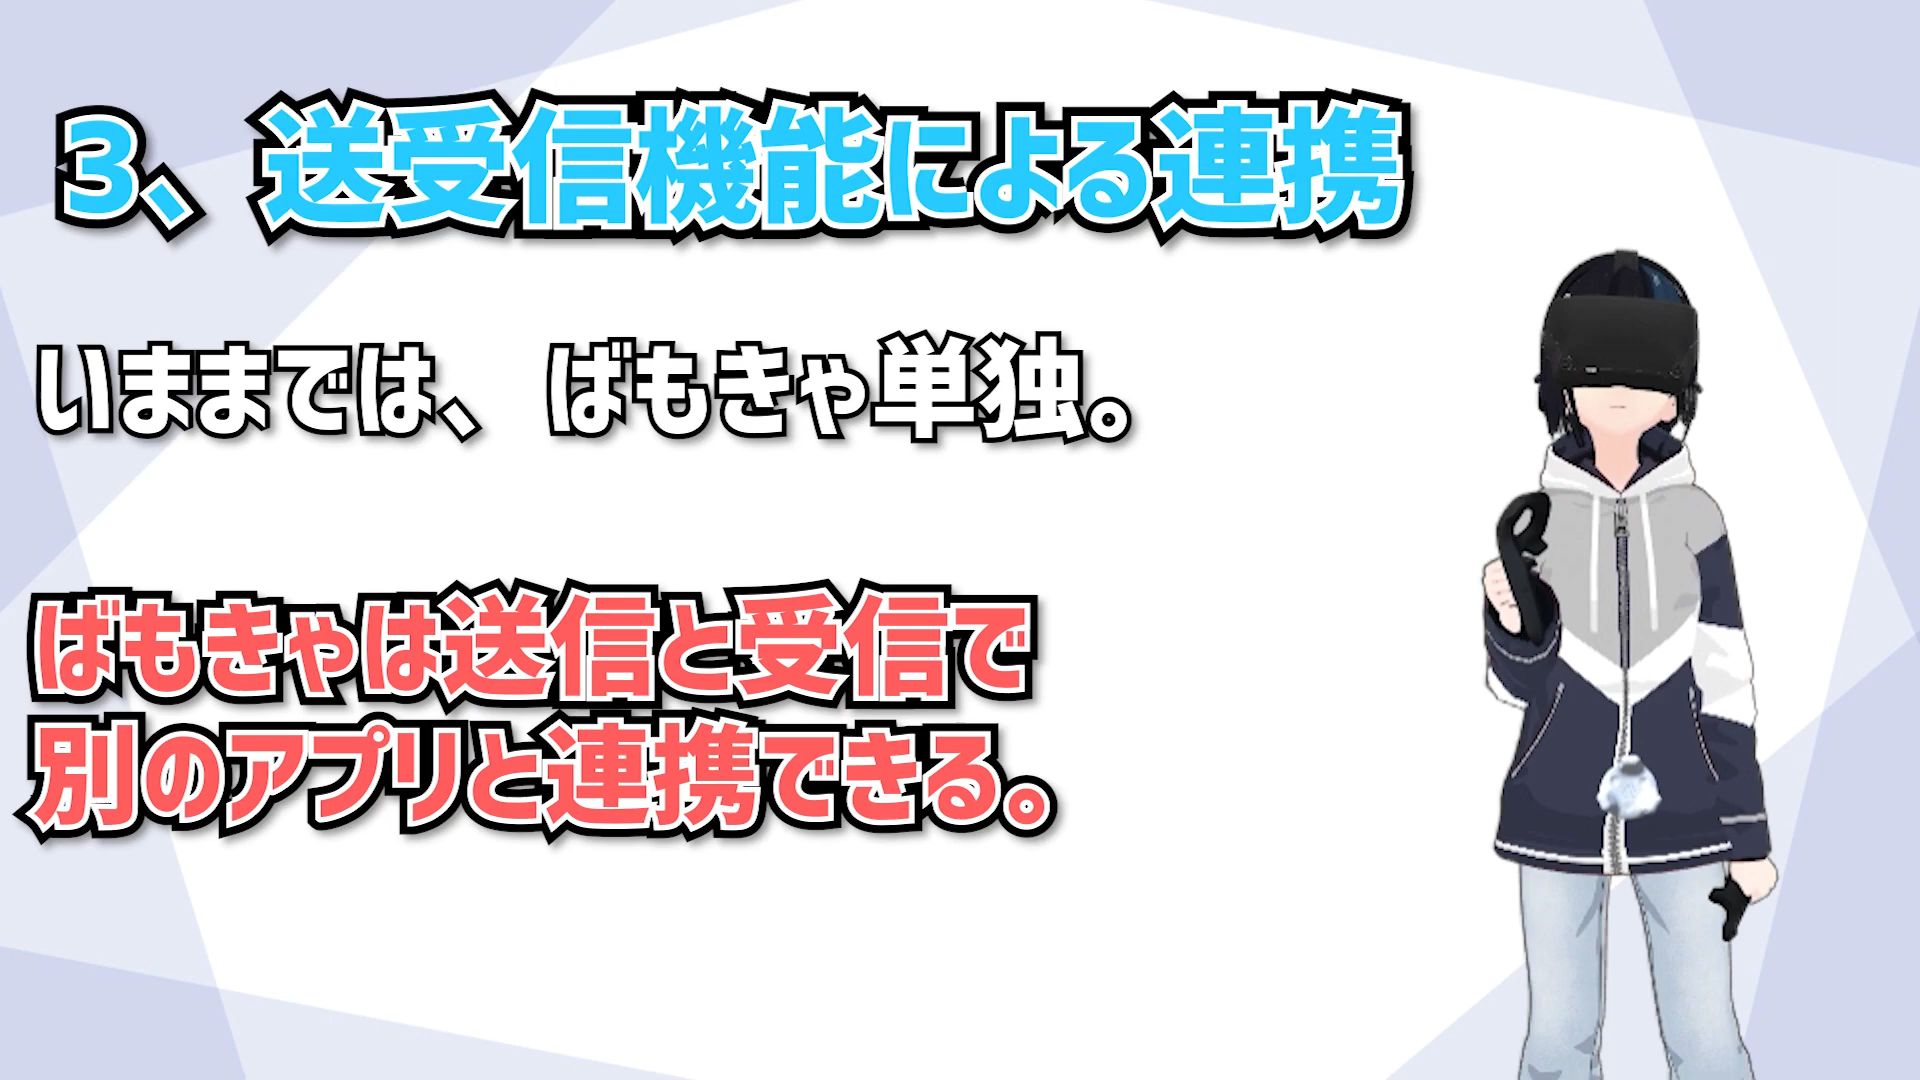 3、送受信機能による連携
いままでは、ばもきゃ単独。
ばもきゃは送信と受信で
別のアプリと連携できる。